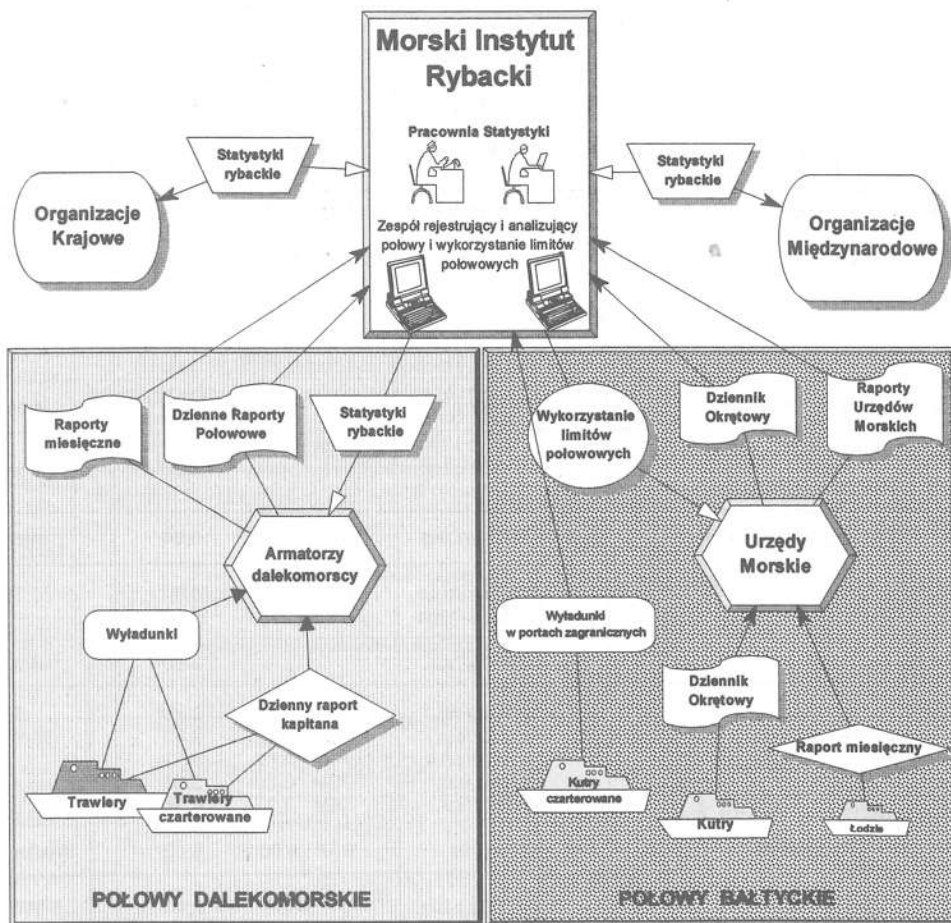 Morski Instytut
Rybacki
Pracownia Statystyki
Zespół rejestrujący i analizujący
połowy i wykorzystanie limitów
połowowych
Statystyki
rybackie
Organizacje
Krajowe
Statystyki
rybackie
Organizacje
Międzynarodowe
Raporty
miesięczne
Dzienne Raporty
Połowowe
Statystyki
rybackie
Armatorzy
dalekomorscy
Wyładunki
Dzienny raport
kapitana
Trawlery
Trawlery
czarterowane
POŁOWY DALEKOMORSKIE
Wykorzystanie
limitów
połowowych
Dziennik
Okrętowy
Raporty
Urzędów
Morskich
Urzędy
Morskie
Wyładunki
w portach zagranicznych
Dziennik
Okrętowy
Raport miesięczny
Kutry
czarterowane
Kutry
Łodzie
POŁOWY BAŁTYCKIE